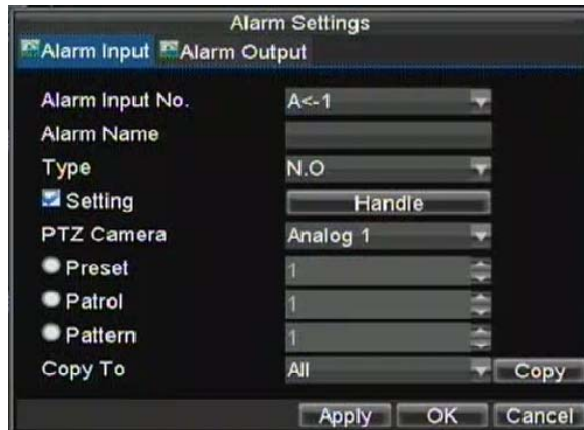 Alarm Settings
Alarm Input Alarm Output
Alarm Input No. A<-1
Alarm Name
Type N.O
Setting Handle
PTZ Camera Analog 1
Preset 1
Patrol 1
Pattern 1
Copy To All Copy
Apply OK Cancel